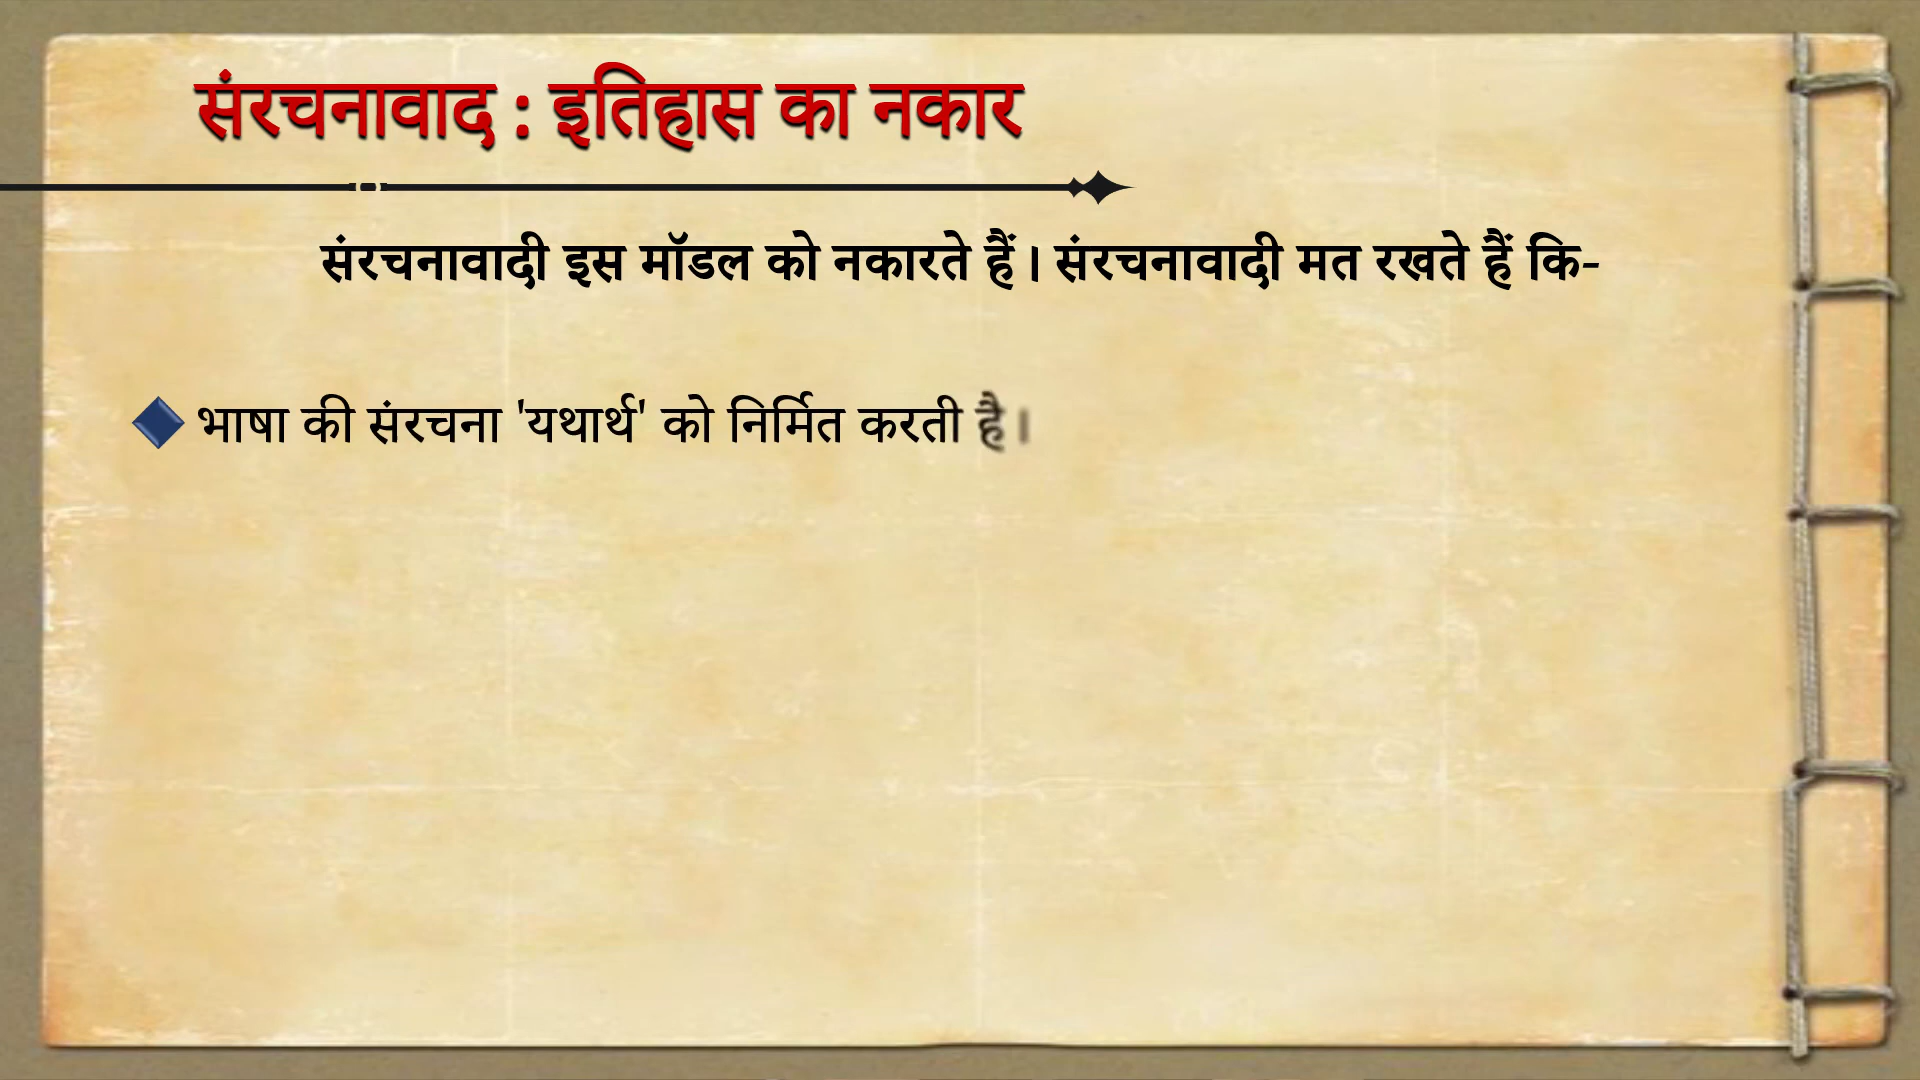 संरचनावाद : इतिहास का नकार
संरचनावादी इस मॉडल को नकारते हैं। संरचनावादी मत रखते हैं कि-
भाषा की संरचना 'यथार्थ' को निर्मित करती है।